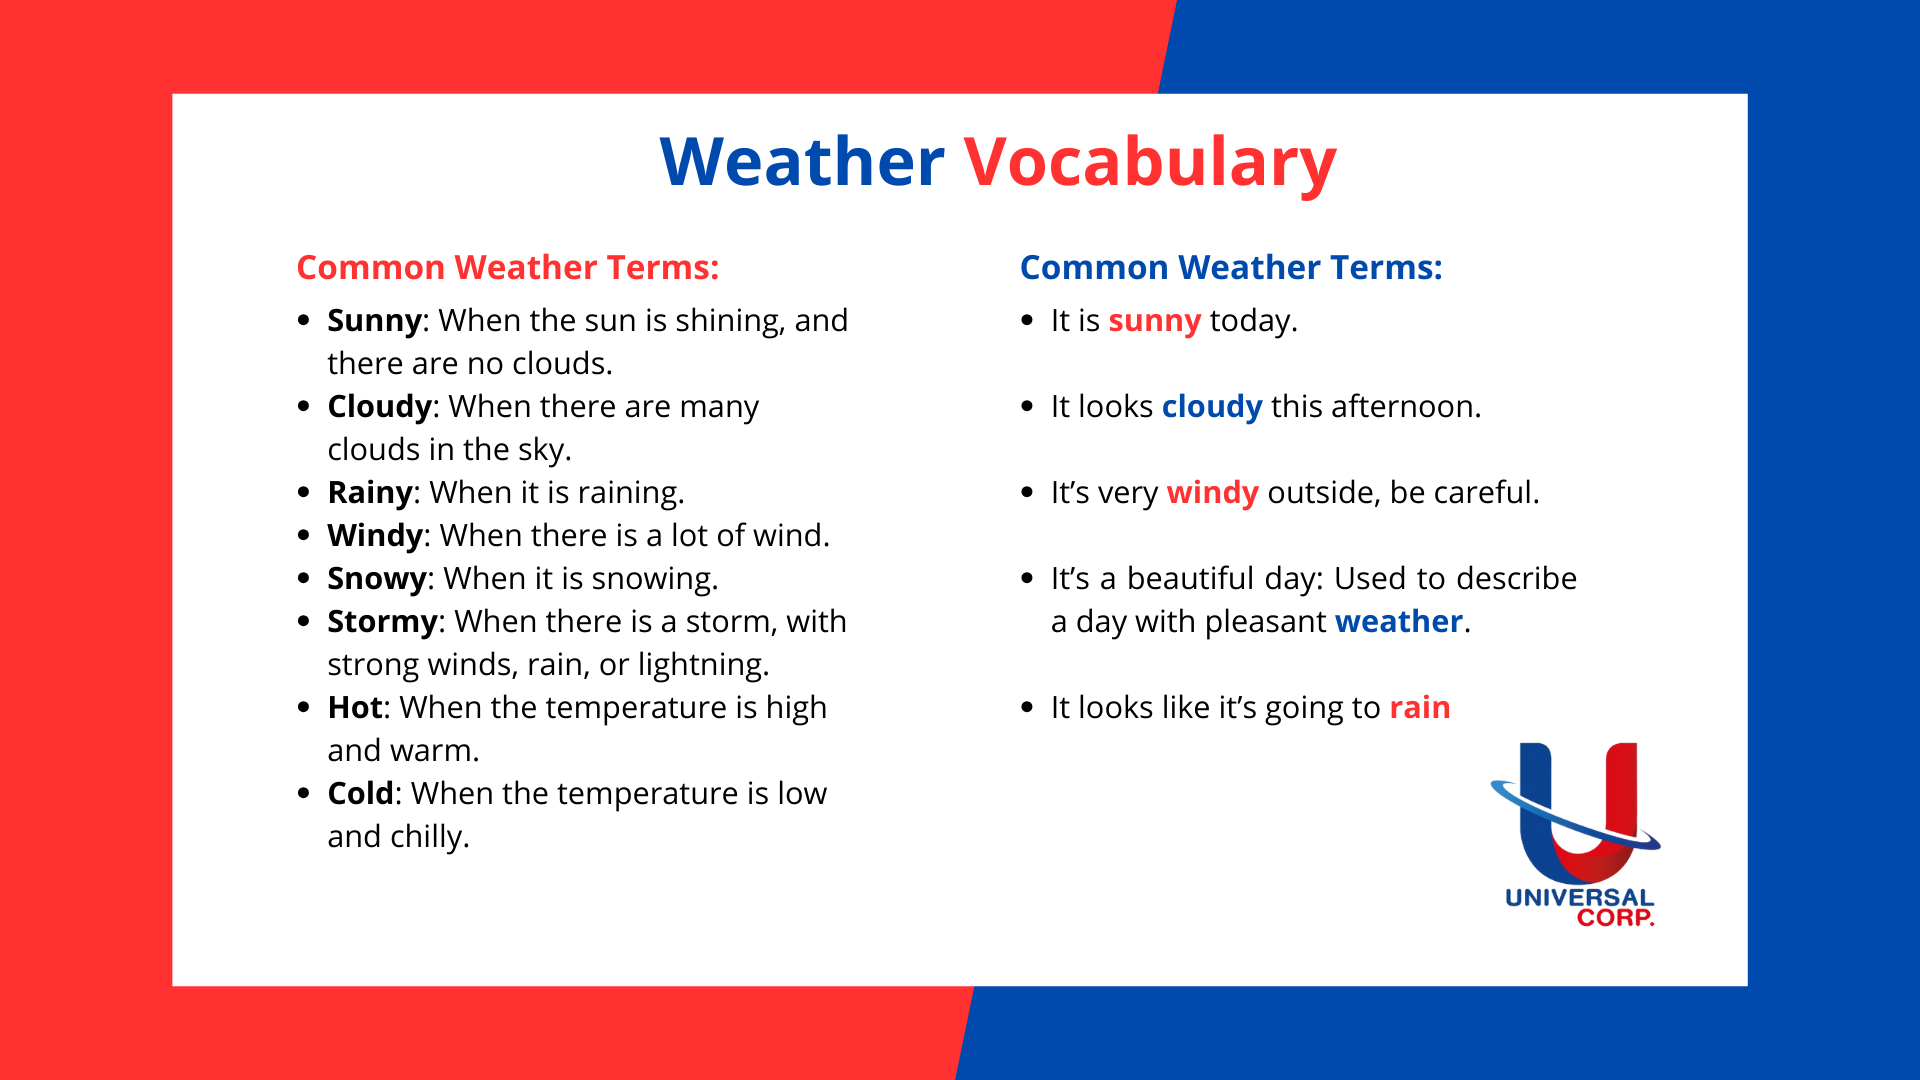 Weather Vocabulary
Common Weather Terms:
• Sunny: When the sun is shining, and
there are no clouds.
• Cloudy: When there are many
clouds in the sky.
• Rainy: When it is raining.
• Windy: When there is a lot of wind.
• Snowy: When it is snowing.
• Stormy: When there is a storm, with
strong winds, rain, or lightning.
• Hot: When the temperature is high
and warm.
• Cold: When the temperature is low
and chilly.
Common Weather Terms:
• It is sunny today.
• It looks cloudy this afternoon.
• It’s very windy outside, be careful.
• It’s a beautiful day: Used to describe
a day with pleasant weather.
• It looks like it’s going to rain
UNIVERSAL
CORP.